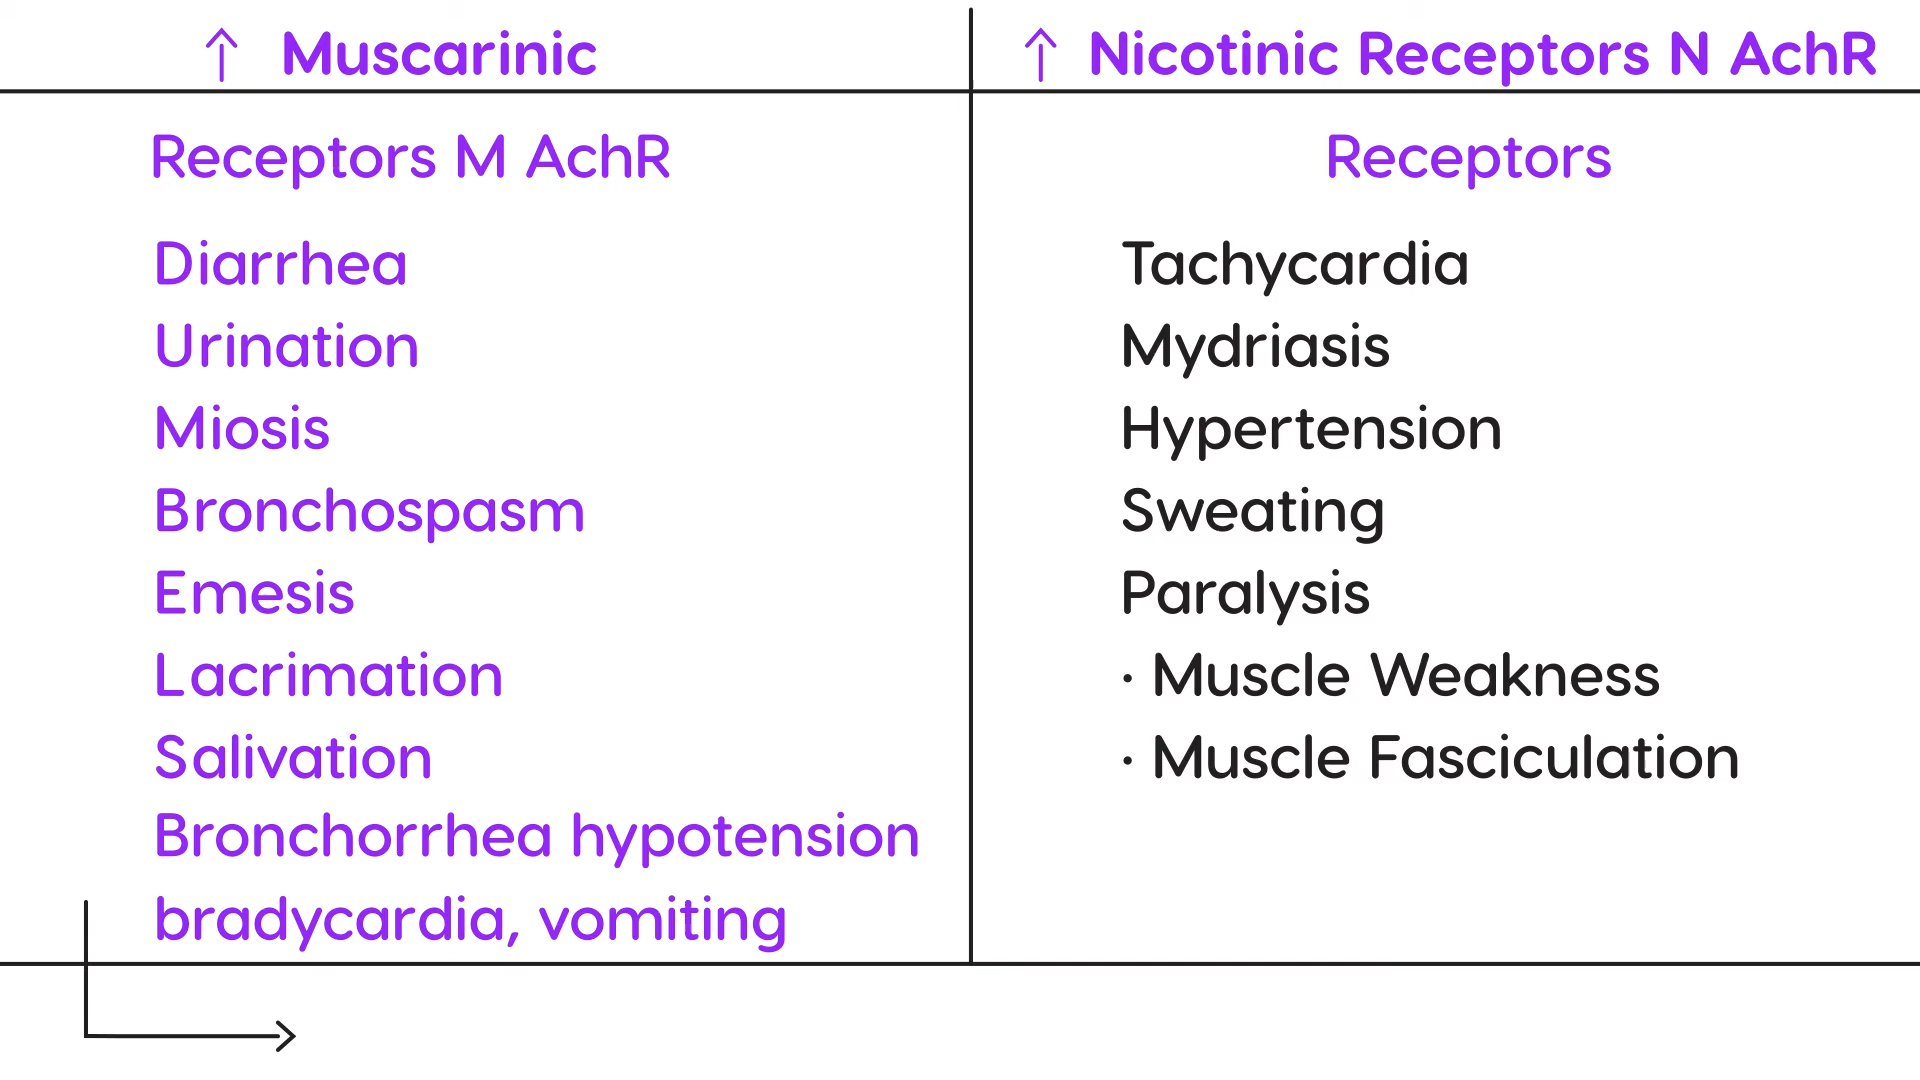 ↑ Muscarinic
Receptors M AchR
Diarrhea
Urination
Miosis
Bronchospasm
Emesis
Lacrimation
Salivation
Bronchorrhea hypotension
bradycardia, vomiting
↑ Nicotinic Receptors N AchR
Receptors
Tachycardia
Mydriasis
Hypertension
Sweating
Paralysis
· Muscle Weakness
· Muscle Fasciculation